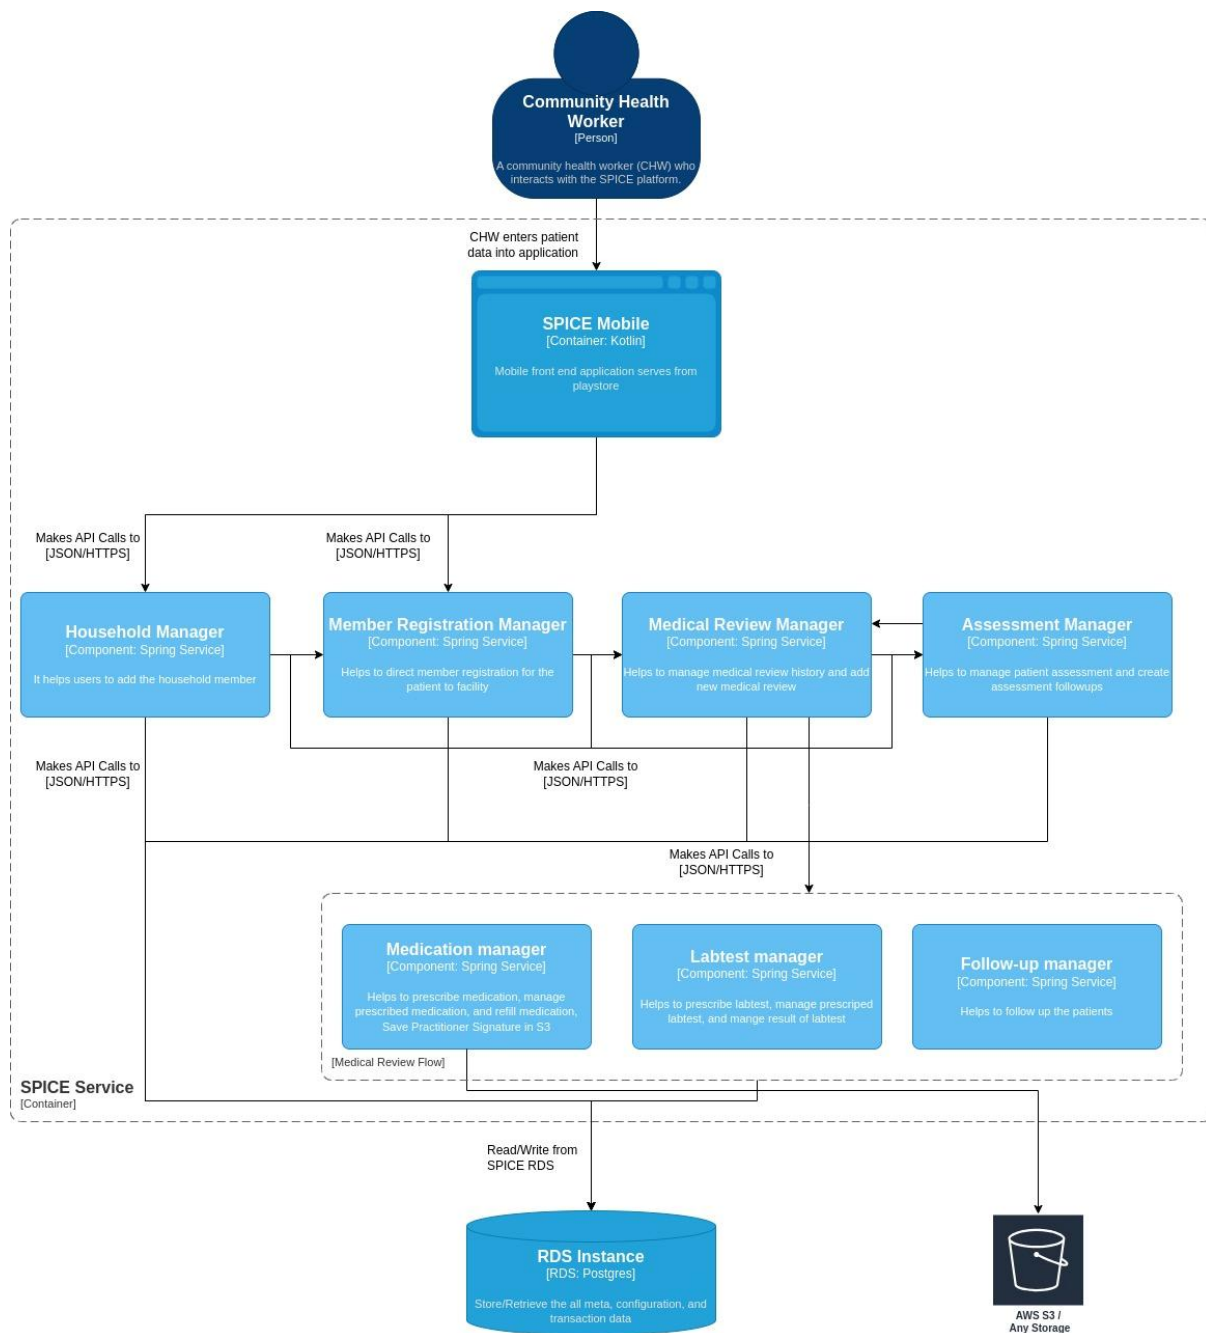 Community Health
Worker
[Person]
A community health worker (CHW) who
interacts with the SPICE platform.
CHW enters patient
data into application
SPICE Mobile
[Container: Kotlin]
Mobile front end application serves from
playstore
Makes API Calls to
[JSON/HTTPS]
Makes API Calls to
[JSON/HTTPS]
Household Manager
[Component: Spring Service]
It helps users to add the household member
Member Registration Manager
[Component: Spring Service]
Helps to direct member registration for the
patient to facility
Medical Review Manager
[Component: Spring Service]
Helps to manage medical review history and add
new medical review
Assessment Manager
[Component: Spring Service]
Helps to manage patient assessment and create
assessment followups
Makes API Calls to
[JSON/HTTPS]
Makes API Calls to
[JSON/HTTPS]
Makes API Calls to
[JSON/HTTPS]
Medication manager
[Component: Spring Service]
Helps to prescribe medication, manage
prescribed medication, and refill medication,
Save Practitioner Signature in S3
Labtest manager
[Component: Spring Service]
Helps to prescribe labtest, manage prescriped
labtest, and mange result of labtest
Follow-up manager
[Component: Spring Service]
Helps to follow up the patients
[Medical Review Flow]
SPICE Service
[Container]
Read/Write from
SPICE RDS
RDS Instance
[RDS: Postgres]
Store/Retrieve the all meta, configuration, and
transaction data
AWS S3 /
Any Storage